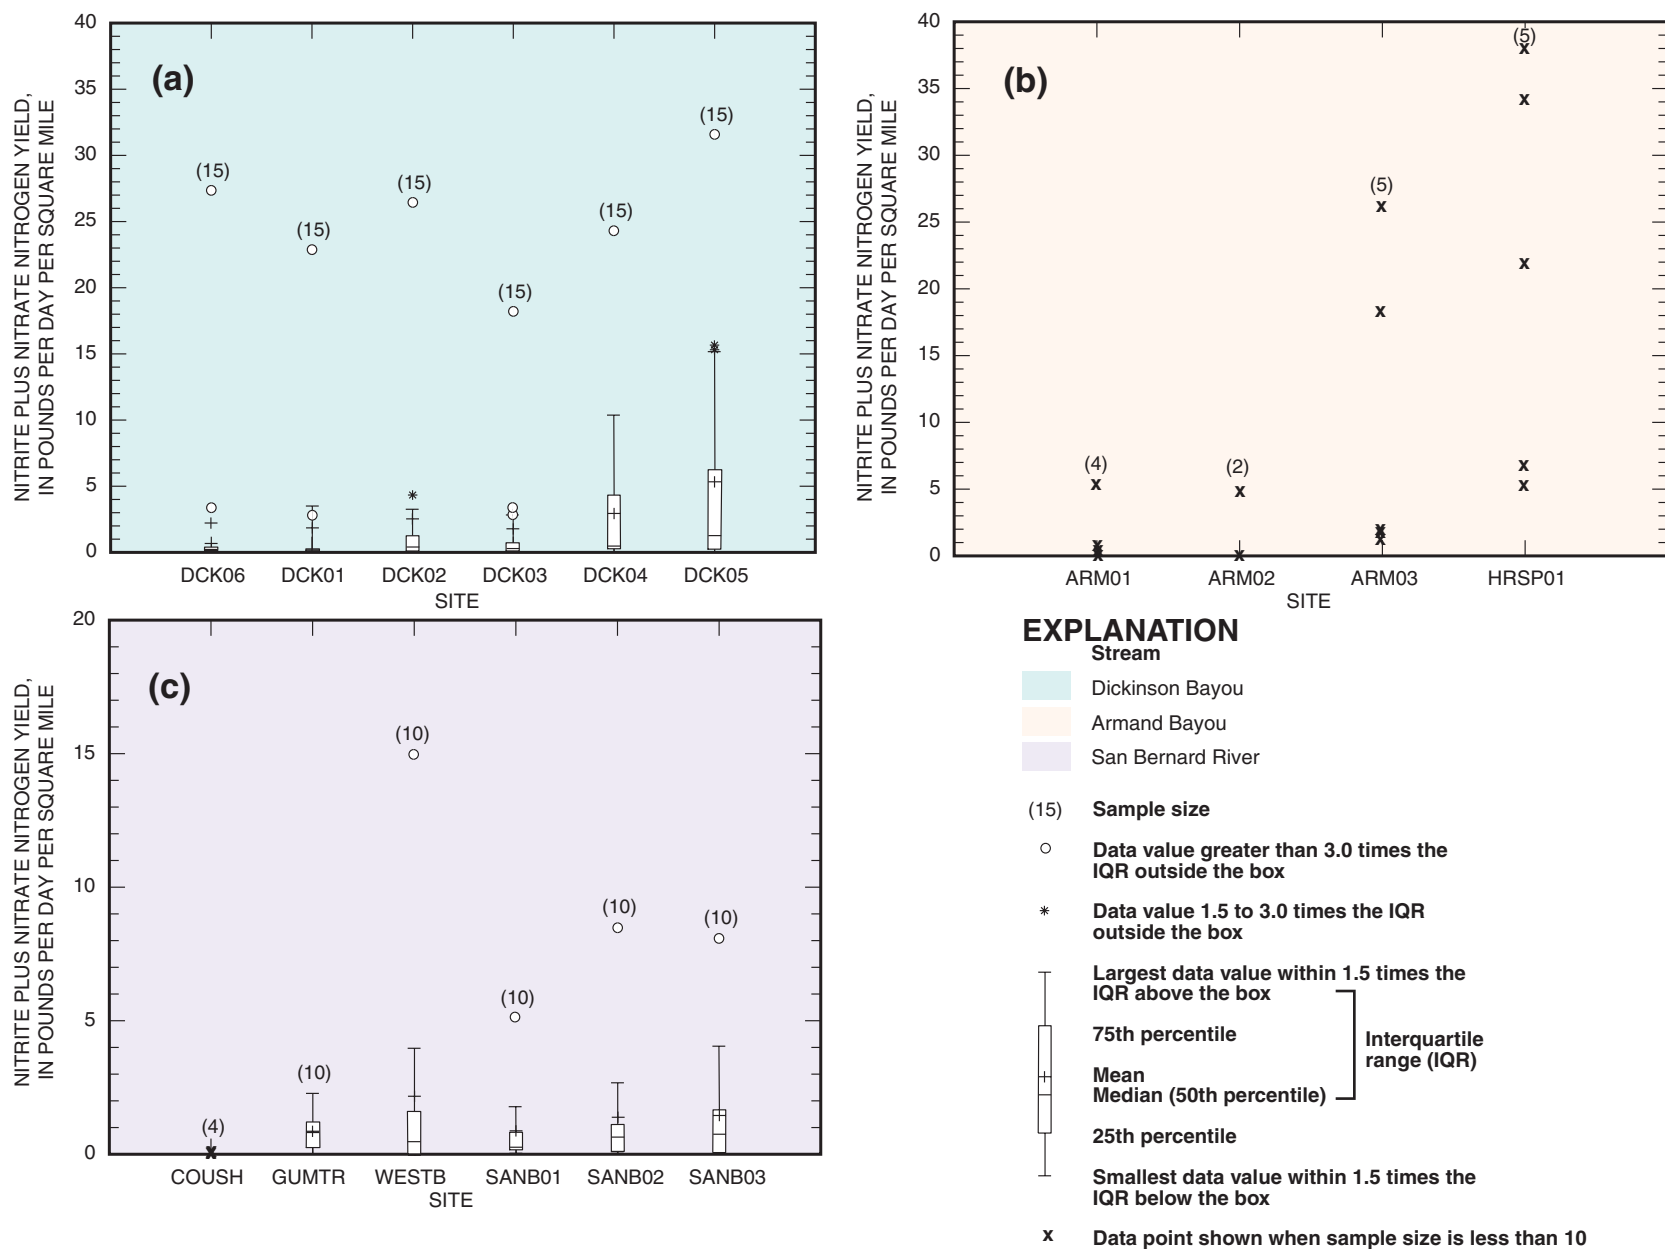 NITRITE PLUS NITRATE NITROGEN YIELD,
IN POUNDS PER DAY PER SQUARE MILE
40
35
30
25
20
15
10
5
0
(a)
(15)
(15)
(15)
(15)
(15)
(15)
DCK06 DCK01 DCK02 DCK03 DCK04 DCK05
SITE
NITRITE PLUS NITRATE NITROGEN YIELD,
IN POUNDS PER DAY PER SQUARE MILE
40
35
30
25
20
15
10
5
0
(b)
(4)
(2)
(5)
(5)
ARM01 ARM02 ARM03 HRSP01
SITE
NITRITE PLUS NITRATE NITROGEN YIELD,
IN POUNDS PER DAY PER SQUARE MILE
20
15
10
5
0
(c)
(4)
(10)
(10)
(10)
(10)
(10)
COUSH GUMTR WESTB SANB01 SANB02 SANB03
SITE
EXPLANATION
Stream
Dickinson Bayou
Armand Bayou
San Bernard River
(15) Sample size
Data value greater than 3.0 times the
IQR outside the box
Data value 1.5 to 3.0 times the IQR
outside the box
Largest data value within 1.5 times the
IQR above the box
75th percentile
Interquartile
range (IQR)
Mean
Median (50th percentile)
25th percentile
Smallest data value within 1.5 times the
IQR below the box
x Data point shown when sample size is less than 10